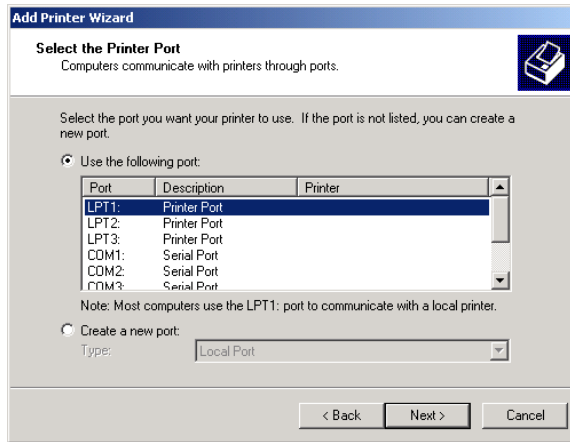 Add Printer Wizard
Select the Printer Port
Computers communicate with printers through ports.
Select the port you want your printer to use.  If the port is not listed, you can create a
new port.
Use the following port:
Port Description Printer
LPT1: Printer Port
LPT2: Printer Port
LPT3: Printer Port
COM1: Serial Port
COM2: Serial Port
COM3: Serial Port
Note: Most computers use the LPT1: port to communicate with a local printer.
Create a new port:
Type: Local Port
< Back Next > Cancel